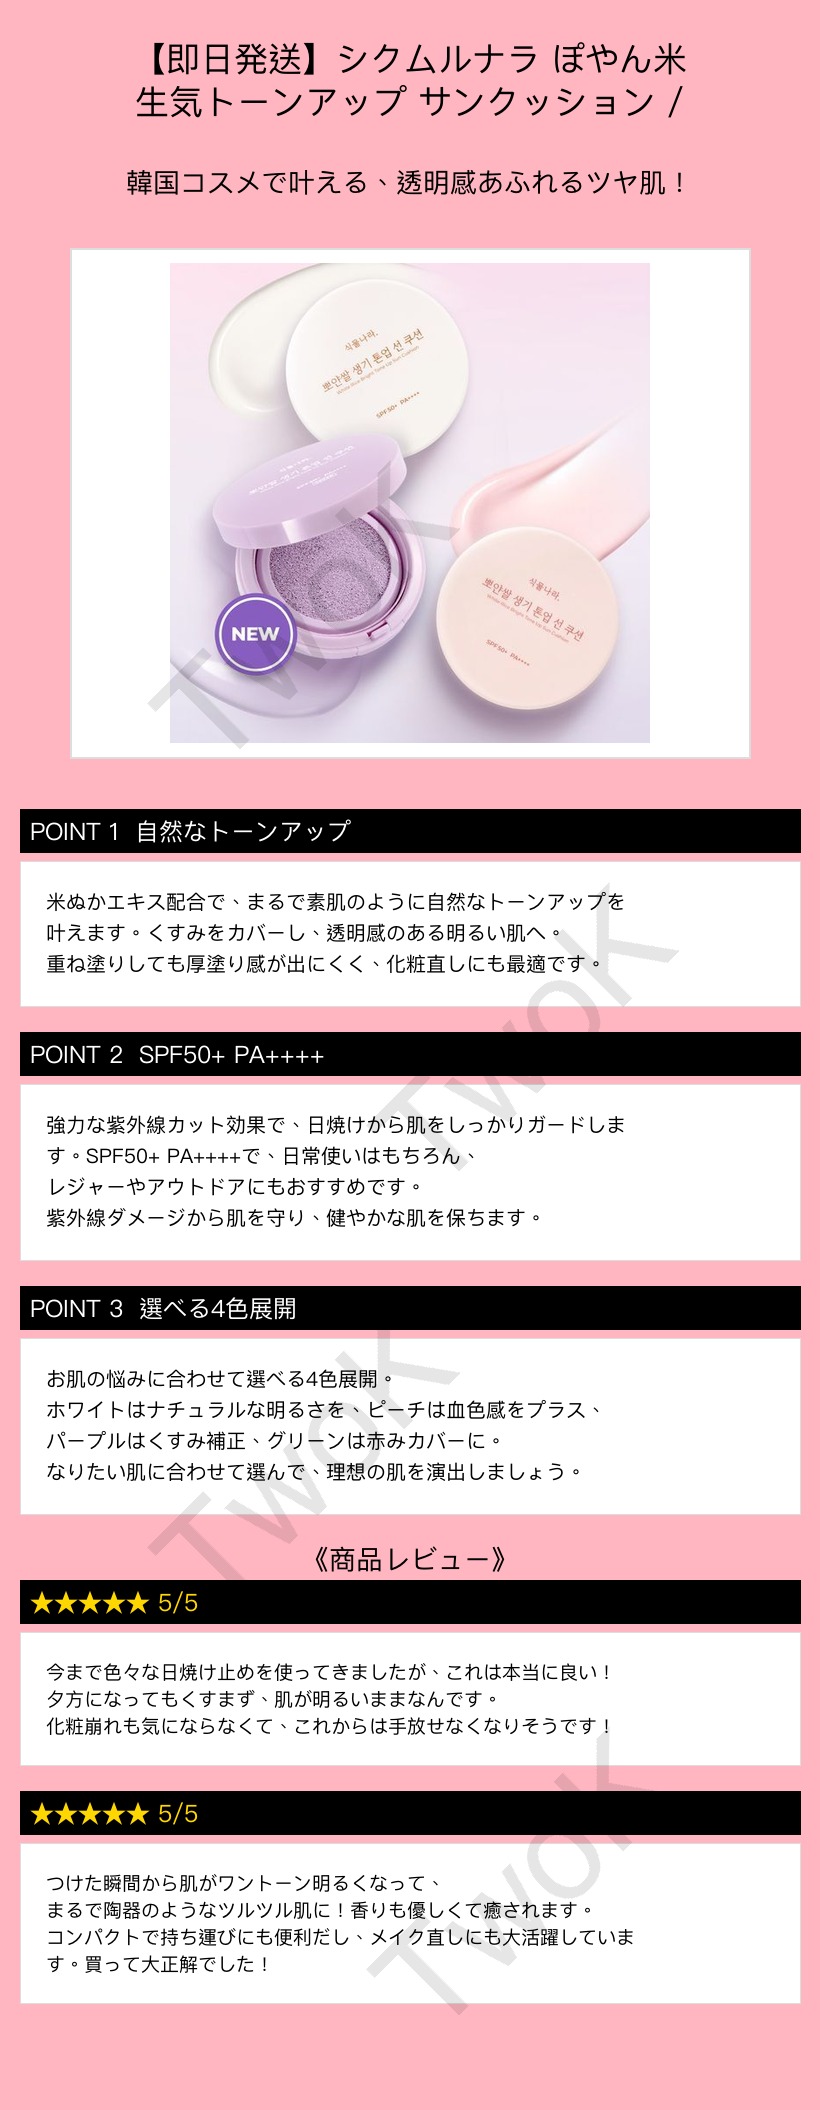 【即日発送】シクムルナラ ぽやん米
生気トーンアップ サンクッション /
韓国コスメで叶える、透明感あふれるツヤ肌！
식물나라.
뽀얀쌀 생기 톤업 선 쿠션
White Rice Bright Tone Up Sun Cushion
SPF50+ PA++++
NEW
식물나라.
뽀얀쌀 생기 톤업 선 쿠션
White Rice Bright Tone Up Sun Cushion
SPF50+ PA++++
TwoK
POINT 1 自然なトーンアップ
米ぬかエキス配合で、まるで素肌のように自然なトーンアップを
叶えます。くすみをカバーし、透明感のある明るい肌へ。
重ね塗りしても厚塗り感が出にくく、化粧直しにも最適です。
TwoK
POINT 2 SPF50+ PA++++
強力な紫外線カット効果で、日焼けから肌をしっかりガードしま
す。SPF50+ PA++++で、日常使いはもちろん、
レジャーやアウトドアにもおすすめです。
紫外線ダメージから肌を守り、健やかな肌を保ちます。
POINT 3 選べる4色展開
お肌の悩みに合わせて選べる4色展開。
ホワイトはナチュラルな明るさを、ピーチは血色感をプラス、
パープルはくすみ補正、グリーンは赤みカバーに。
なりたい肌に合わせて選んで、理想の肌を演出しましょう。
TwoK
《商品レビュー》
★★★★★ 5/5
今まで色々な日焼け止めを使ってきましたが、これは本当に良い！
夕方になってもくすまず、肌が明るいままなんです。
化粧崩れも気にならなくて、これからは手放せなくなりそうです！
★★★★★ 5/5
つけた瞬間から肌がワントーン明るくなって、
まるで陶器のようなツルツル肌に！香りも優しくて癒されます。
コンパクトで持ち運びにも便利だし、メイク直しにも大活躍していま
す。買って大正解でした！
TwoK